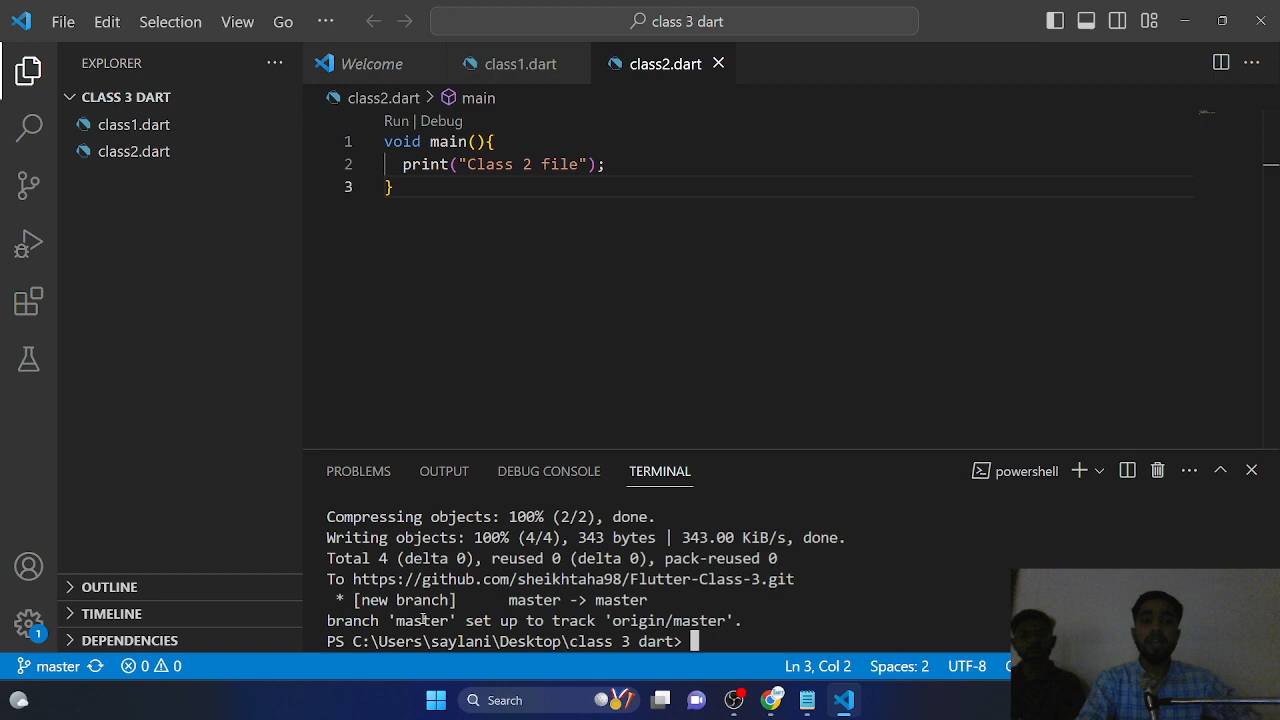 File Edit Selection View Go ··· class 3 dart
EXPLORER ···
Welcome class1.dart class2.dart
CLASS 3 DART
class1.dart
class2.dart
class2.dart > main
Run | Debug
1 void main(){
2 print("Class 2 file");
3 }
PROBLEMS OUTPUT DEBUG CONSOLE TERMINAL powershell
Compressing objects: 100% (2/2), done.
Writing objects: 100% (4/4), 343 bytes | 343.00 KiB/s, done.
Total 4 (delta 0), reused 0 (delta 0), pack-reused 0
To https://github.com/sheikhtaha98/Flutter-Class-3.git
* [new branch] master -> master
branch 'master' set up to track 'origin/master'.
PS C:\Users\saylani\Desktop\class 3 dart>
OUTLINE
TIMELINE
DEPENDENCIES
1
master 0 0 Ln 3, Col 2 Spaces: 2 UTF-8
Search